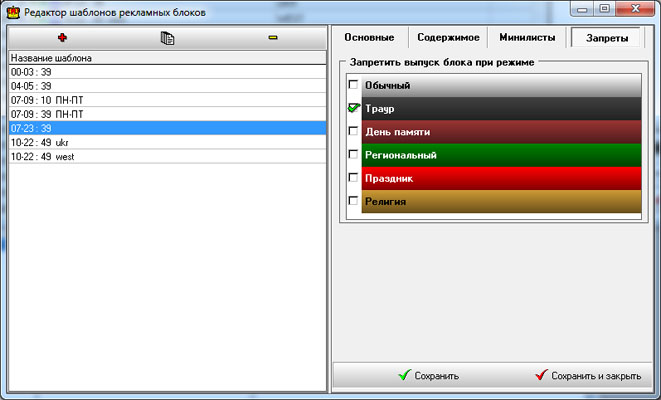 Редактор шаблонов рекламных блоков
Основные Содержимое Минилисты Запреты
Название шаблона
00-03 : 39
04-05 : 39
07-09 : 10 ПН-ПТ
07-09 : 39 ПН-ПТ
07-23 : 39
10-22 : 49 ukr
10-22 : 49 west
Запретить выпуск блока при режиме
Обычный
Траур
День памяти
Региональный
Праздник
Религия
Сохранить Сохранить и закрыть